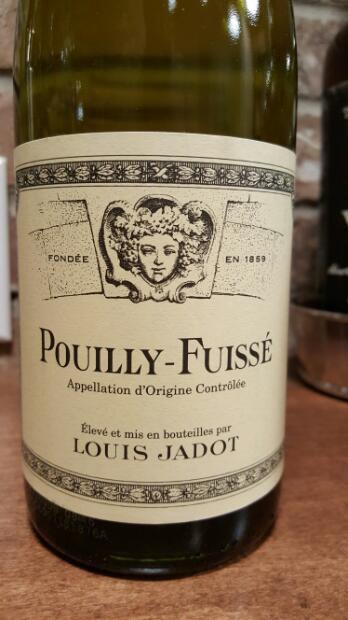 FONDÉE EN 1859
POUILLY-FUISSÉ
Appellation d'Origine Contrôlée
Élevé et mis en bouteilles par
LOUIS JADOT